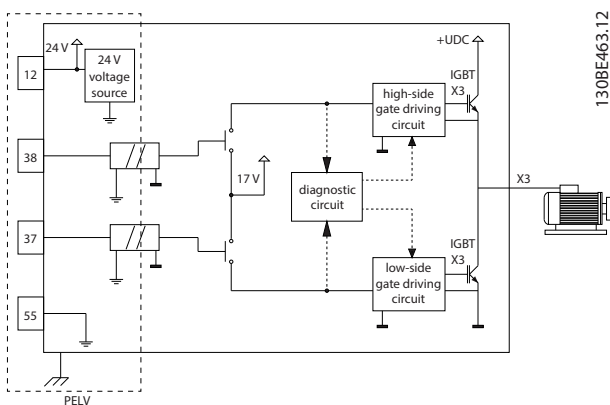 130BE463.12
24 V
12
24 V
voltage
source
+UDC
IGBT
X3
high-side
gate driving
circuit
38
17 V
diagnostic
circuit
X3
37
IGBT
X3
low-side
gate driving
circuit
55
PELV